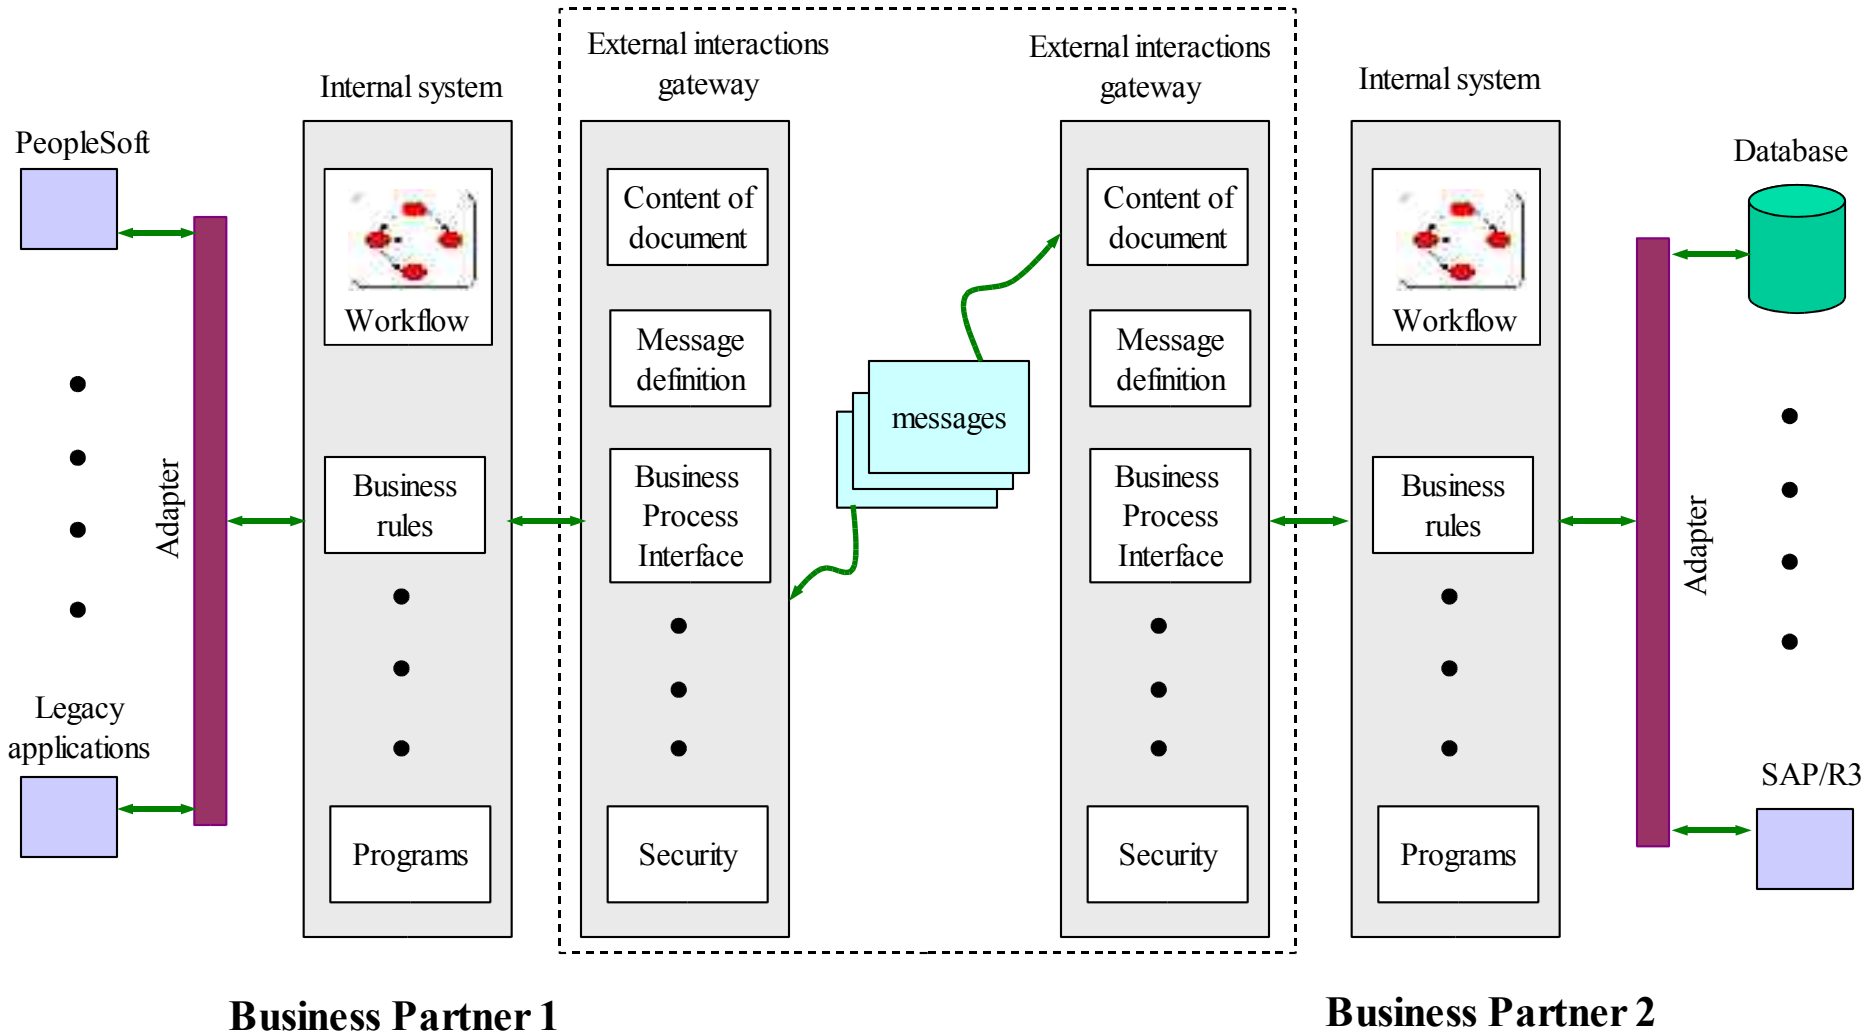 External interactions
gateway
External interactions
gateway
Internal system
Internal system
PeopleSoft
Database
Content of
document
Content of
document
Workflow
Message
definition
Message
definition
Workflow
messages
Adapter
Business
rules
Business
Process
Interface
Business
Process
Interface
Business
rules
Adapter
Legacy
applications
SAP/R3
Programs
Security
Security
Programs
Business Partner 1
Business Partner 2